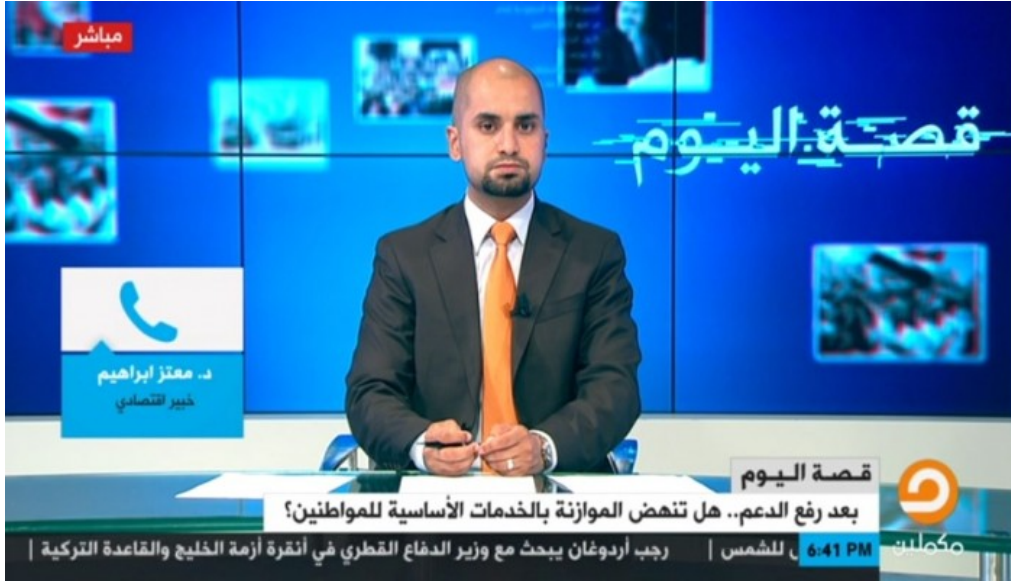 مباشر
قصة اليوم
د. معتز ابراهيم
خبير اقتصادي
قصة اليوم
بعد رفع الدعم.. هل تنهض الموازنة بالخدمات الأساسية للمواطنين؟
مكملين
6:41 PM
للشمس | رجب أردوغان يبحث مع وزير الدفاع القطري في أنقرة أزمة الخليج والقاعدة التركية |